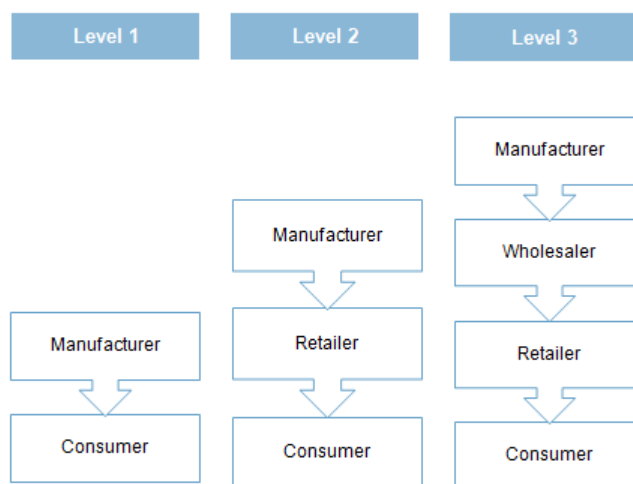 Level 1
Level 2
Level 3
Manufacturer
Consumer
Manufacturer
Retailer
Consumer
Manufacturer
Wholesaler
Retailer
Consumer